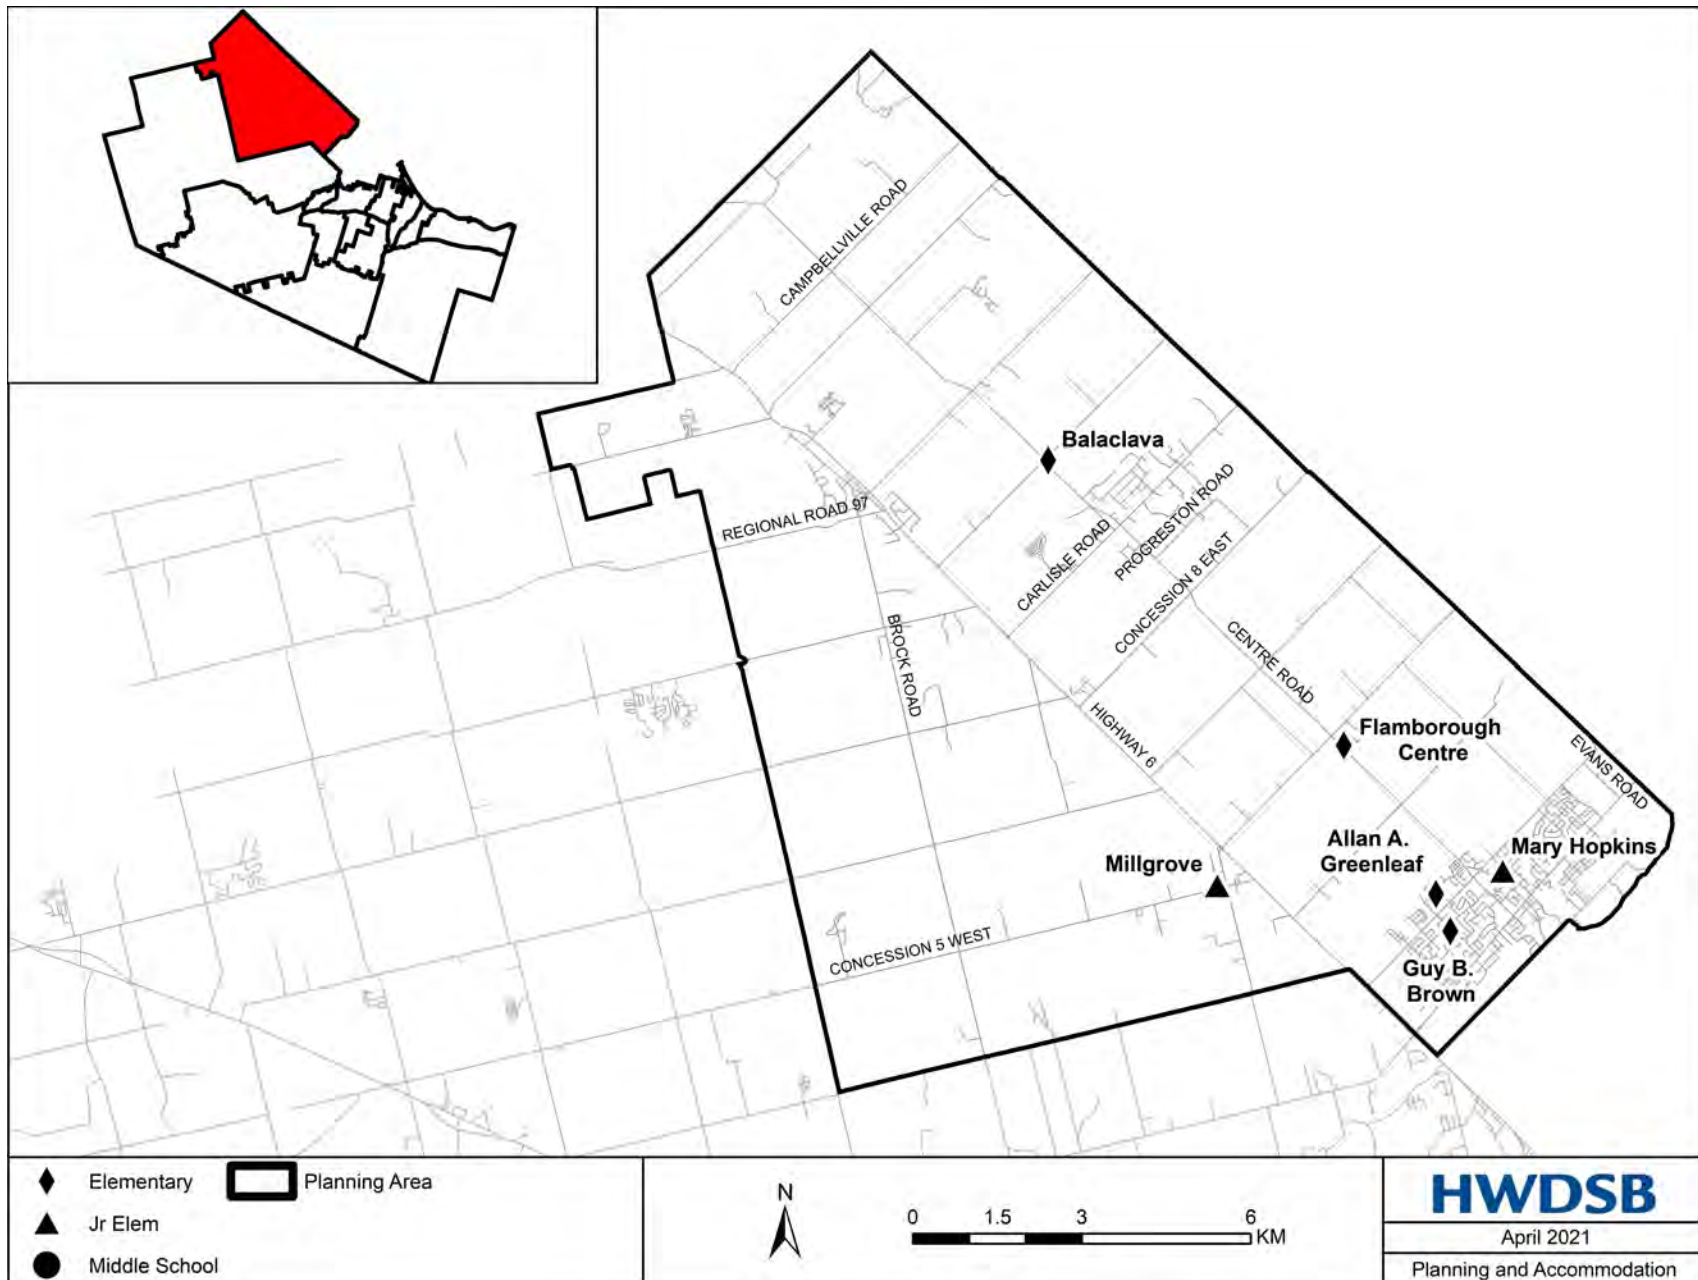 CAMPBELLVILLE ROAD
Balaclava
REGIONAL ROAD 97
CARLISLE ROAD
PROGRESTON ROAD
CONCESSION 8 EAST
BROCK ROAD
CENTRE ROAD
HIGHWAY 6
Flamborough
Centre
EVANS ROAD
Allan A.
Greenleaf
Mary Hopkins
Millgrove
CONCESSION 5 WEST
Guy B.
Brown
Elementary
Planning Area
Jr Elem
Middle School
N
0 1.5 3 6
KM
HWDSB
April 2021
Planning and Accommodation